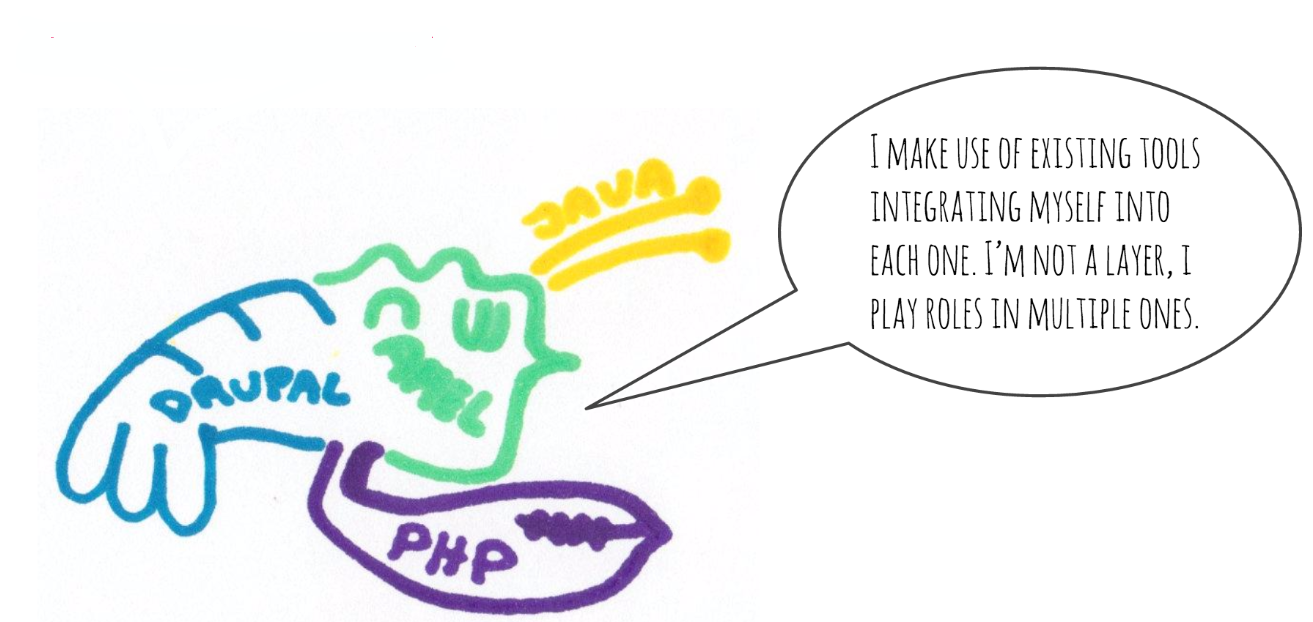 JAVA
DRUPAL
PHP
I MAKE USE OF EXISTING TOOLS
INTEGRATING MYSELF INTO
EACH ONE. I'M NOT A LAYER, I
PLAY ROLES IN MULTIPLE ONES.